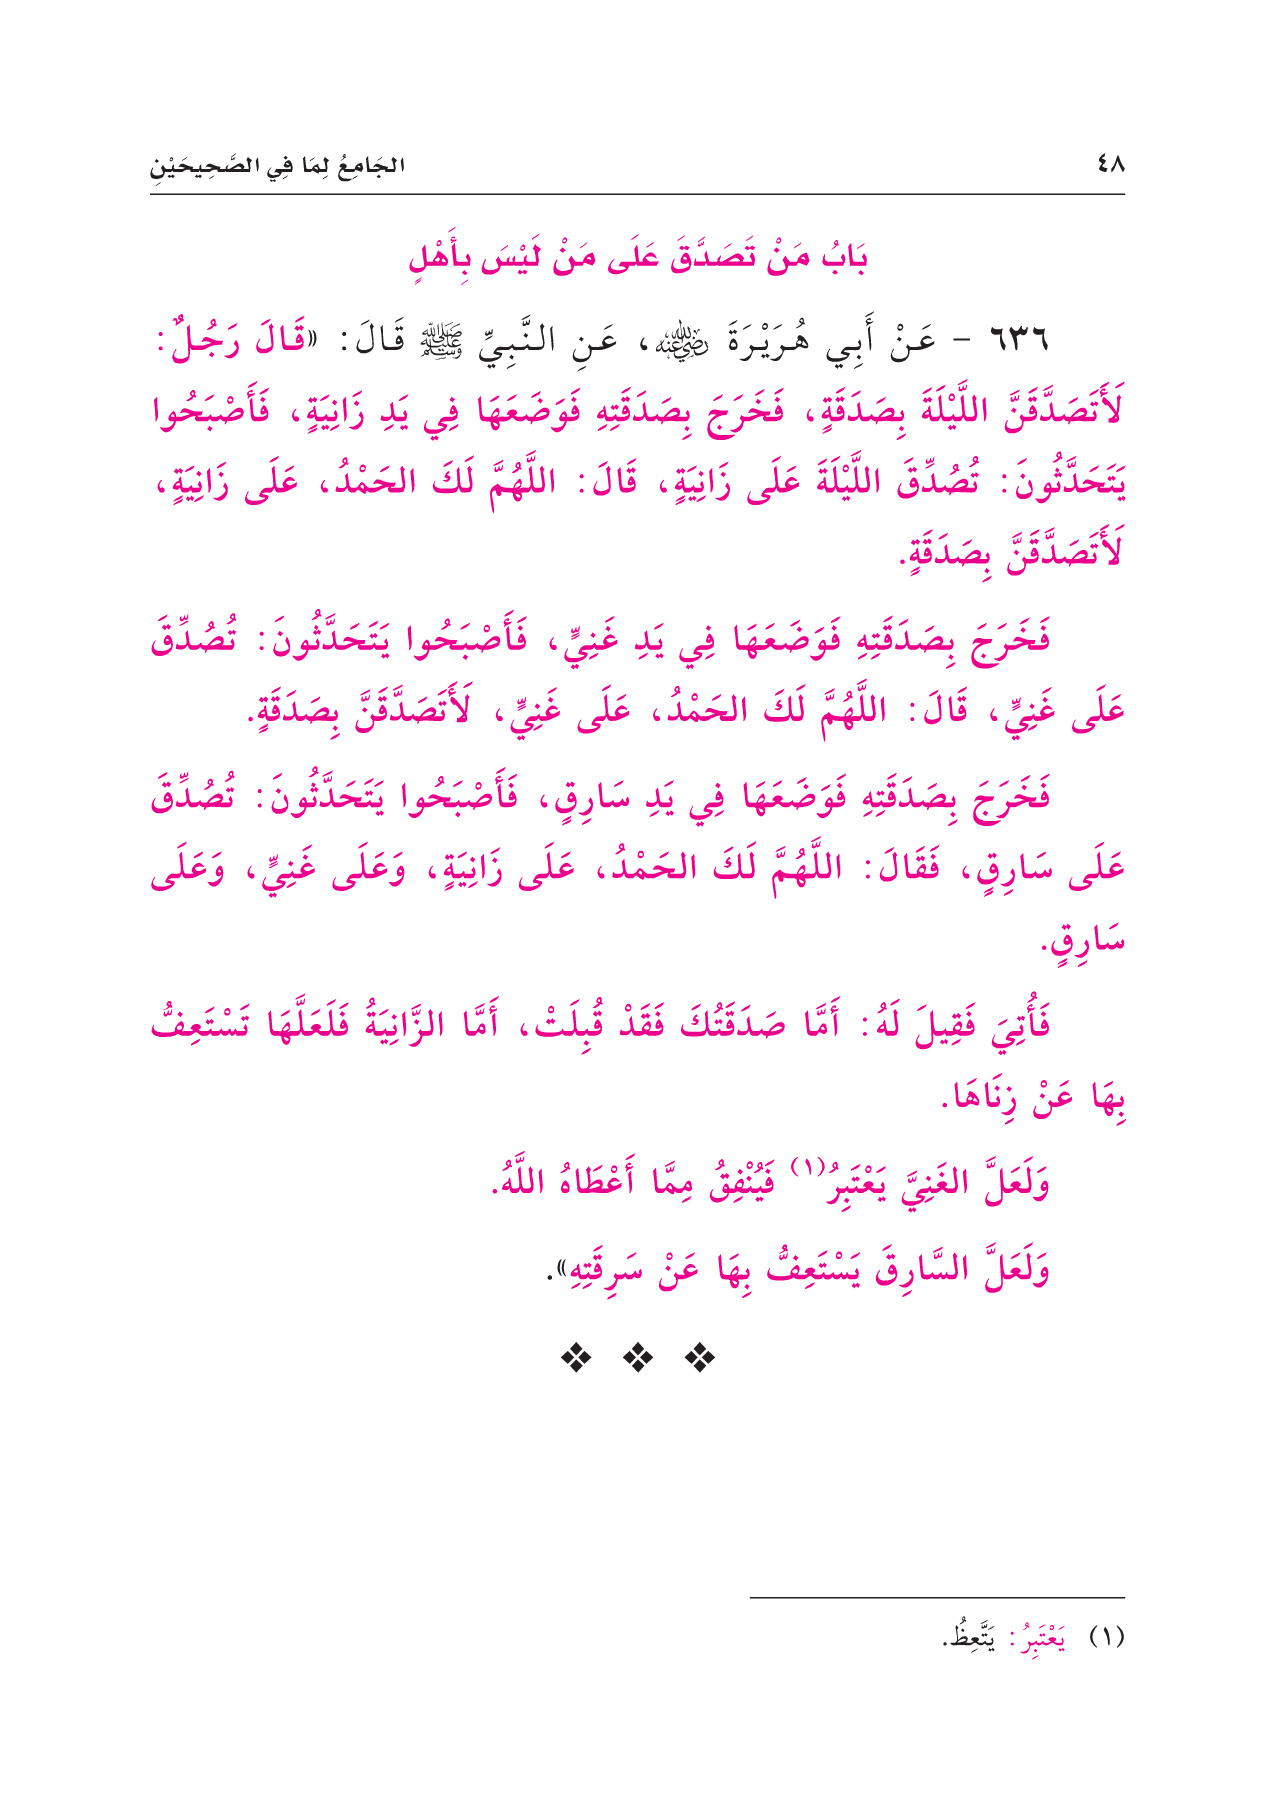 ٤٨ الجَامِعُ لِمَا فِي الصَّحِيحَيْنِ
بَابُ مَنْ تَصَدَّقَ عَلَى مَنْ لَيْسَ بِأَهْلٍ
٦٣٦ - عَنْ أَبِي هُرَيْرَةَ ﵁، عَنِ النَّبِيِّ ﷺ قَالَ: «قَالَ رَجُلٌ:
لَأَتَصَدَّقَنَّ اللَّيْلَةَ بِصَدَقَةٍ، فَخَرَجَ بِصَدَقَتِهِ فَوَضَعَهَا فِي يَدِ زَانِيَةٍ، فَأَصْبَحُوا
يَتَحَدَّثُونَ: تُصُدِّقَ اللَّيْلَةَ عَلَى زَانِيَةٍ، قَالَ: اللَّهُمَّ لَكَ الحَمْدُ، عَلَى زَانِيَةٍ،
لَأَتَصَدَّقَنَّ بِصَدَقَةٍ.
فَخَرَجَ بِصَدَقَتِهِ فَوَضَعَهَا فِي يَدِ غَنِيٍّ، فَأَصْبَحُوا يَتَحَدَّثُونَ: تُصُدِّقَ
عَلَى غَنِيٍّ، قَالَ: اللَّهُمَّ لَكَ الحَمْدُ، عَلَى غَنِيٍّ، لَأَتَصَدَّقَنَّ بِصَدَقَةٍ.
فَخَرَجَ بِصَدَقَتِهِ فَوَضَعَهَا فِي يَدِ سَارِقٍ، فَأَصْبَحُوا يَتَحَدَّثُونَ: تُصُدِّقَ
عَلَى سَارِقٍ، فَقَالَ: اللَّهُمَّ لَكَ الحَمْدُ، عَلَى زَانِيَةٍ، وَعَلَى غَنِيٍّ، وَعَلَى
سَارِقٍ.
فَأُتِيَ فَقِيلَ لَهُ: أَمَّا صَدَقَتُكَ فَقَدْ قُبِلَتْ، أَمَّا الزَّانِيَةُ فَلَعَلَّهَا تَسْتَعِفُّ
بِهَا عَنْ زِنَاهَا.
وَلَعَلَّ الغَنِيَّ يَعْتَبِرُ(١) فَيُنْفِقُ مِمَّا أَعْطَاهُ اللَّهُ.
وَلَعَلَّ السَّارِقَ يَسْتَعِفُّ بِهَا عَنْ سَرِقَتِهِ».
(١) يَعْتَبِرُ: يَتَّعِظُ.